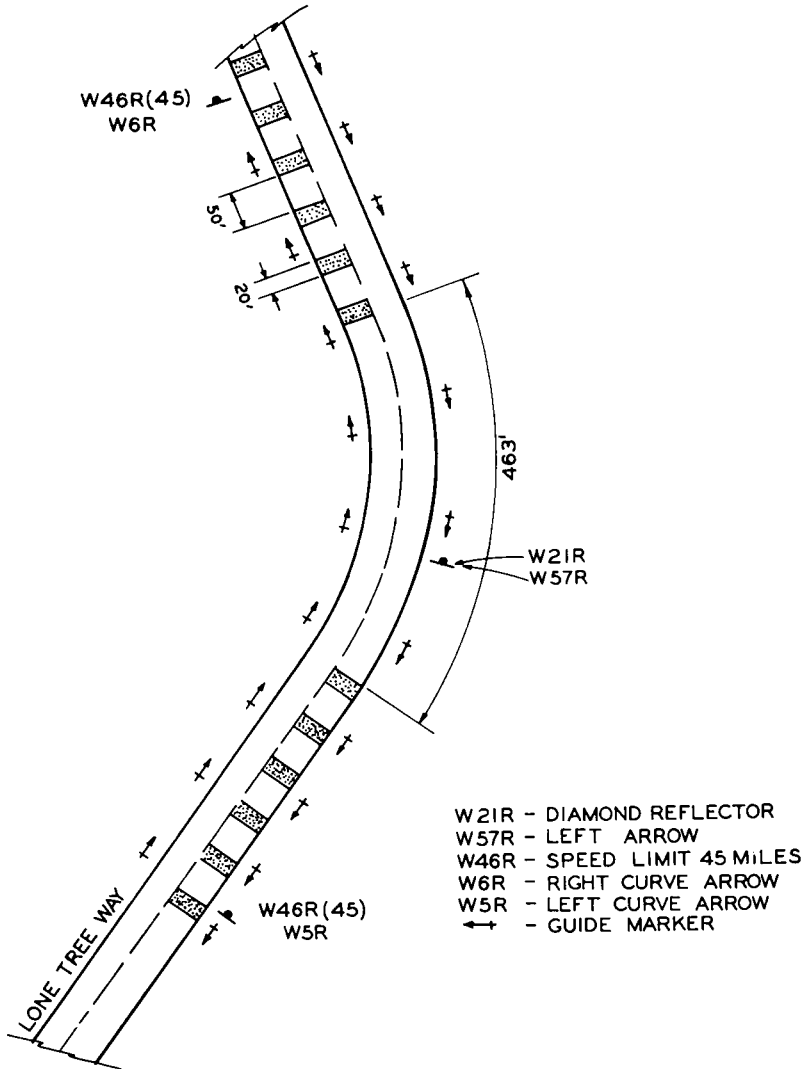 W46R(45)
W6R
50'
20'
463'
W21R
W57R
W21R - DIAMOND REFLECTOR
W57R - LEFT ARROW
W46R - SPEED LIMIT 45 MILES
W6R - RIGHT CURVE ARROW
W5R - LEFT CURVE ARROW
- GUIDE MARKER
W46R(45)
W5R
LONE TREE WAY